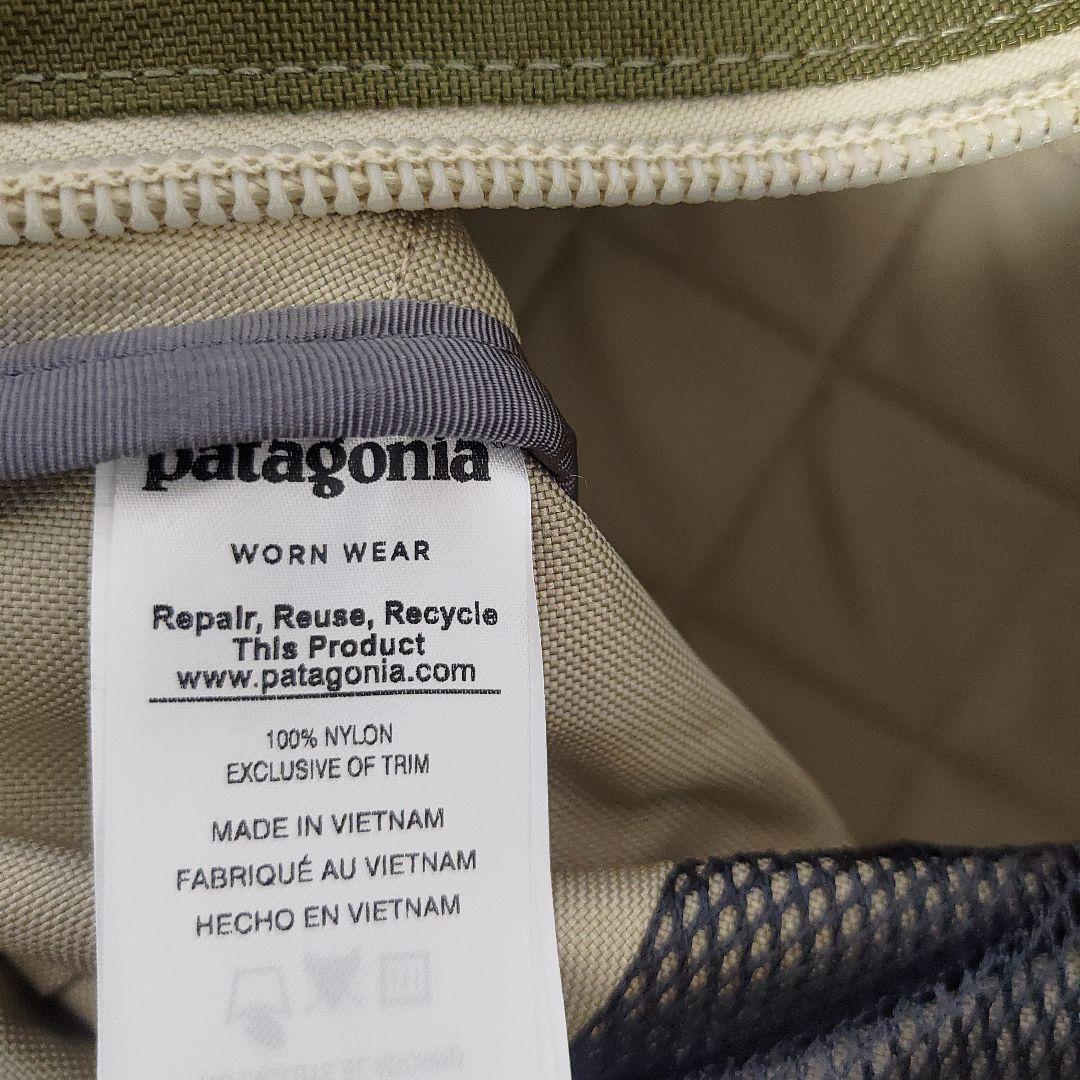 patagonia
WORN WEAR
Repair, Reuse, Recycle
This Product
www.patagonia.com
100% NYLON
EXCLUSIVE OF TRIM
MADE IN VIETNAM
FABRIQUÉ AU VIETNAM
HECHO EN VIETNAM